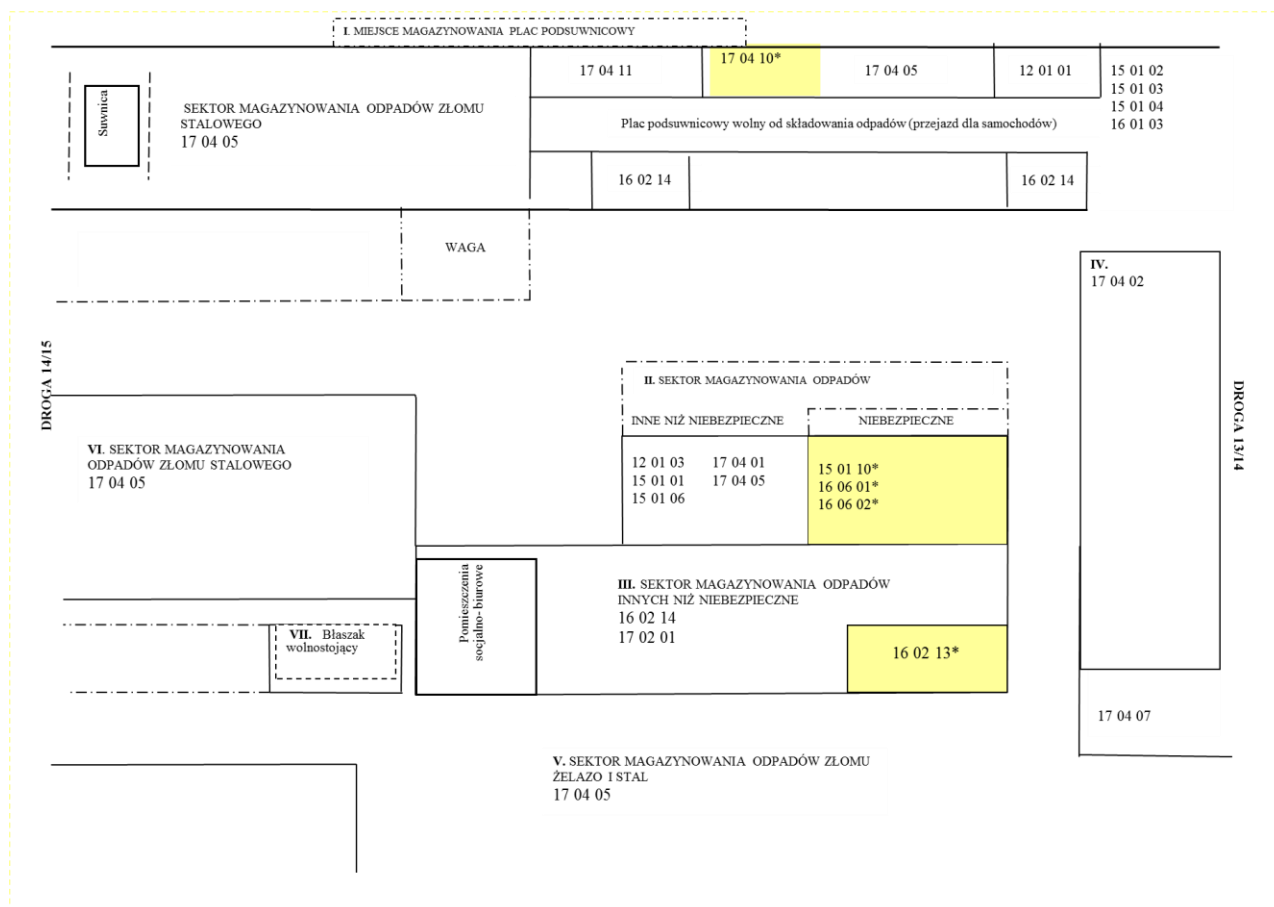 I. MIEJSCE MAGAZYNOWANIA PLAC PODSUWNICOWY
Suwnica
SEKTOR MAGAZYNOWANIA ODPADÓW ZŁOMU
STALOWEGO
17 04 05
17 04 11
17 04 10*
17 04 05
12 01 01
15 01 02
15 01 03
15 01 04
16 01 03
Plac podsuwnicowy wolny od składowania odpadów (przejazd dla samochodów)
16 02 14
16 02 14
WAGA
IV.
17 04 02
DROGA 14/15
II. SEKTOR MAGAZYNOWANIA ODPADÓW
INNE NIŻ NIEBEZPIECZNE
NIEBEZPIECZNE
DROGA 13/14
VI. SEKTOR MAGAZYNOWANIA
ODPADÓW ZŁOMU STALOWEGO
17 04 05
12 01 03 17 04 01
15 01 01 17 04 05
15 01 06
15 01 10*
16 06 01*
16 06 02*
Pomieszczenia
socjalno- biurowe
III. SEKTOR MAGAZYNOWANIA ODPADÓW
INNYCH NIŻ NIEBEZPIECZNE
16 02 14
17 02 01
16 02 13*
VII. Błaszak
wolnostojący
17 04 07
V. SEKTOR MAGAZYNOWANIA ODPADÓW ZŁOMU
ŻELAZO I STAL
17 04 05